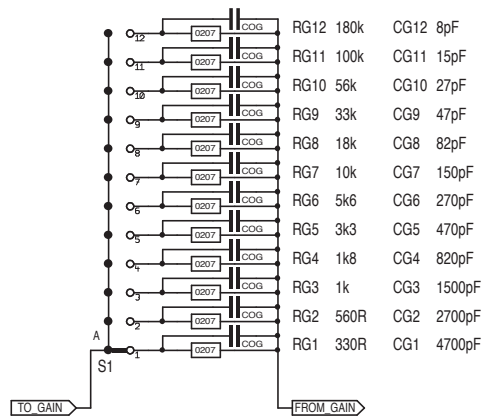 12 0207 COG RG12 180k CG12 8pF
11 0207 COG RG11 100k CG11 15pF
10 0207 COG RG10 56k CG10 27pF
9 0207 COG RG9 33k CG9 47pF
8 0207 COG RG8 18k CG8 82pF
7 0207 COG RG7 10k CG7 150pF
6 0207 COG RG6 5k6 CG6 270pF
5 0207 COG RG5 3k3 CG5 470pF
4 0207 COG RG4 1k8 CG4 820pF
3 0207 COG RG3 1k CG3 1500pF
2 0207 COG RG2 560R CG2 2700pF
A
1 0207 COG RG1 330R CG1 4700pF
S1
TO_GAIN FROM_GAIN